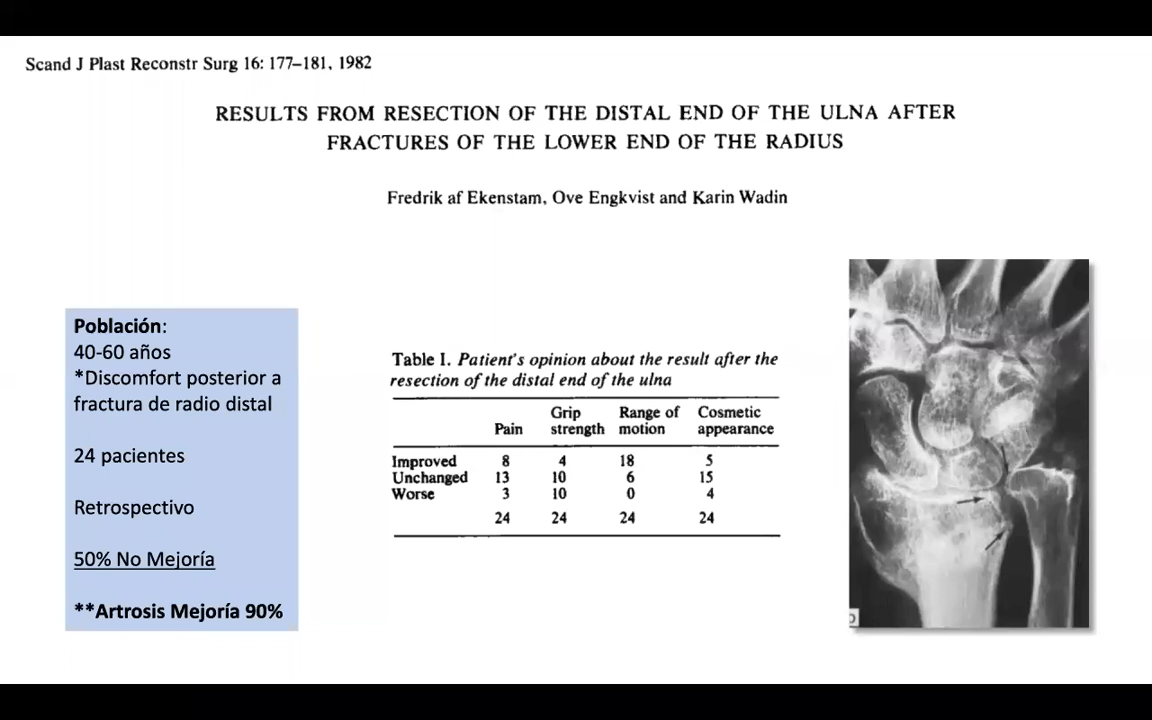 Scand J Plast Reconstr Surg 16: 177–181, 1982
RESULTS FROM RESECTION OF THE DISTAL END OF THE ULNA AFTER
FRACTURES OF THE LOWER END OF THE RADIUS
Fredrik af Ekenstam, Ove Engkvist and Karin Wadin
Población:
40-60 años
*Discomfort posterior a
fractura de radio distal
24 pacientes
Retrospectivo
50% No Mejoría
**Artrosis Mejoría 90%
Table I. Patient's opinion about the result after the
resection of the distal end of the ulna
Pain Grip strength Range of motion Cosmetic appearance
Improved 8 4 18 5
Unchanged 13 10 6 15
Worse 3 10 0 4
24 24 24 24